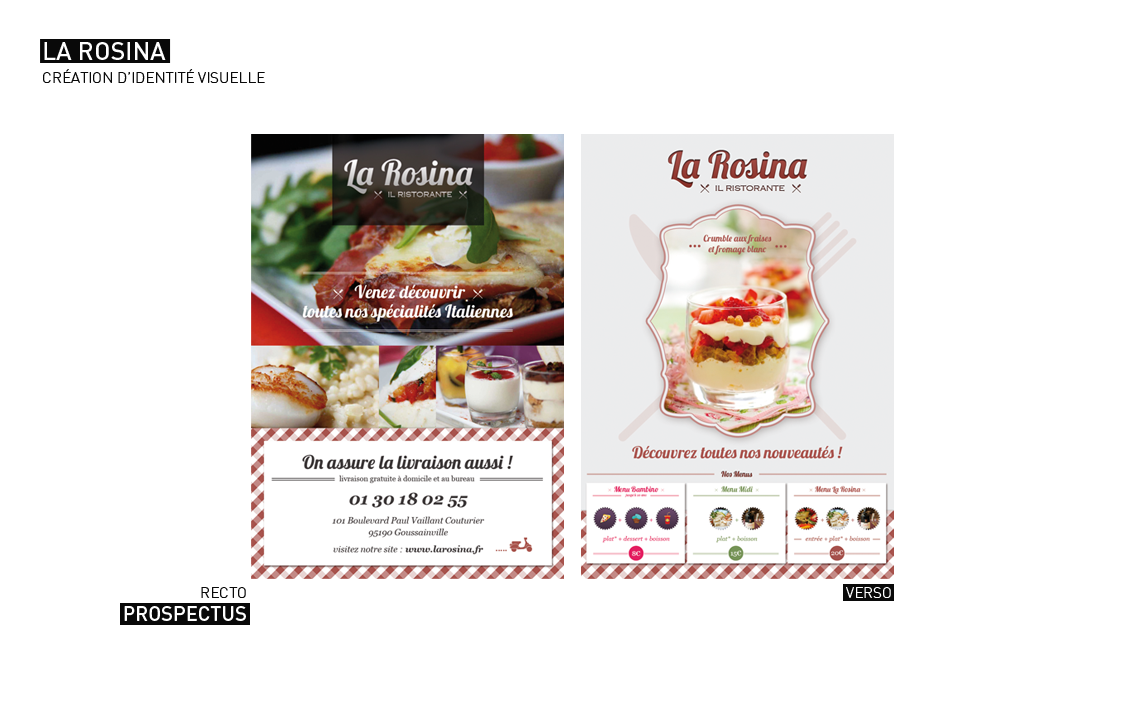 LA ROSINA
CRÉATION D'IDENTITÉ VISUELLE
La Rosina
IL RISTORANTE
Venez découvrir
toutes nos spécialités Italiennes
On assure la livraison aussi !
livraison gratuite à domicile et au bureau
01 30 18 02 55
101 Boulevard Paul Vaillant Couturier
95190 Goussainville
visitez notre site : www.larosina.fr
La Rosina
IL RISTORANTE
Crumble aux fraises
et fromage blanc
Découvrez toutes nos nouveautés !
Nos Menus
Menu Bambino
plat* + dessert + boisson
8€
Menu Midi
plat* + boisson
15€
Menu La Rosina
entrée + plat* + boisson
20€
RECTO
PROSPECTUS
VERSO